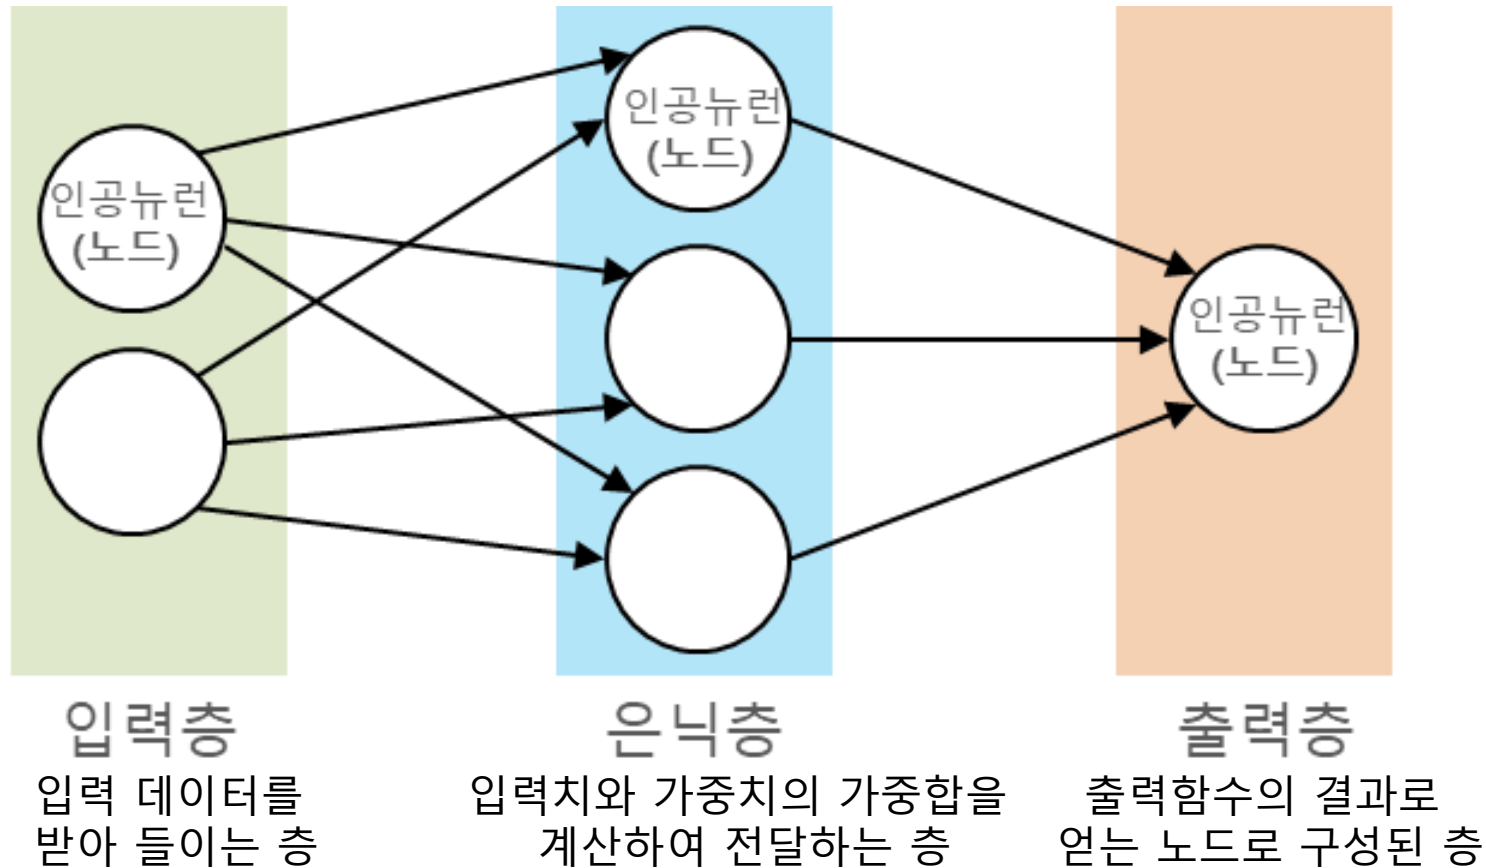 인공뉴런
(노드)
인공뉴런
(노드)
인공뉴런
(노드)
입력층
입력 데이터를
받아 들이는 층
은닉층
입력치와 가중치의 가중합을
계산하여 전달하는 층
출력층
출력함수의 결과로
얻는 노드로 구성된 층